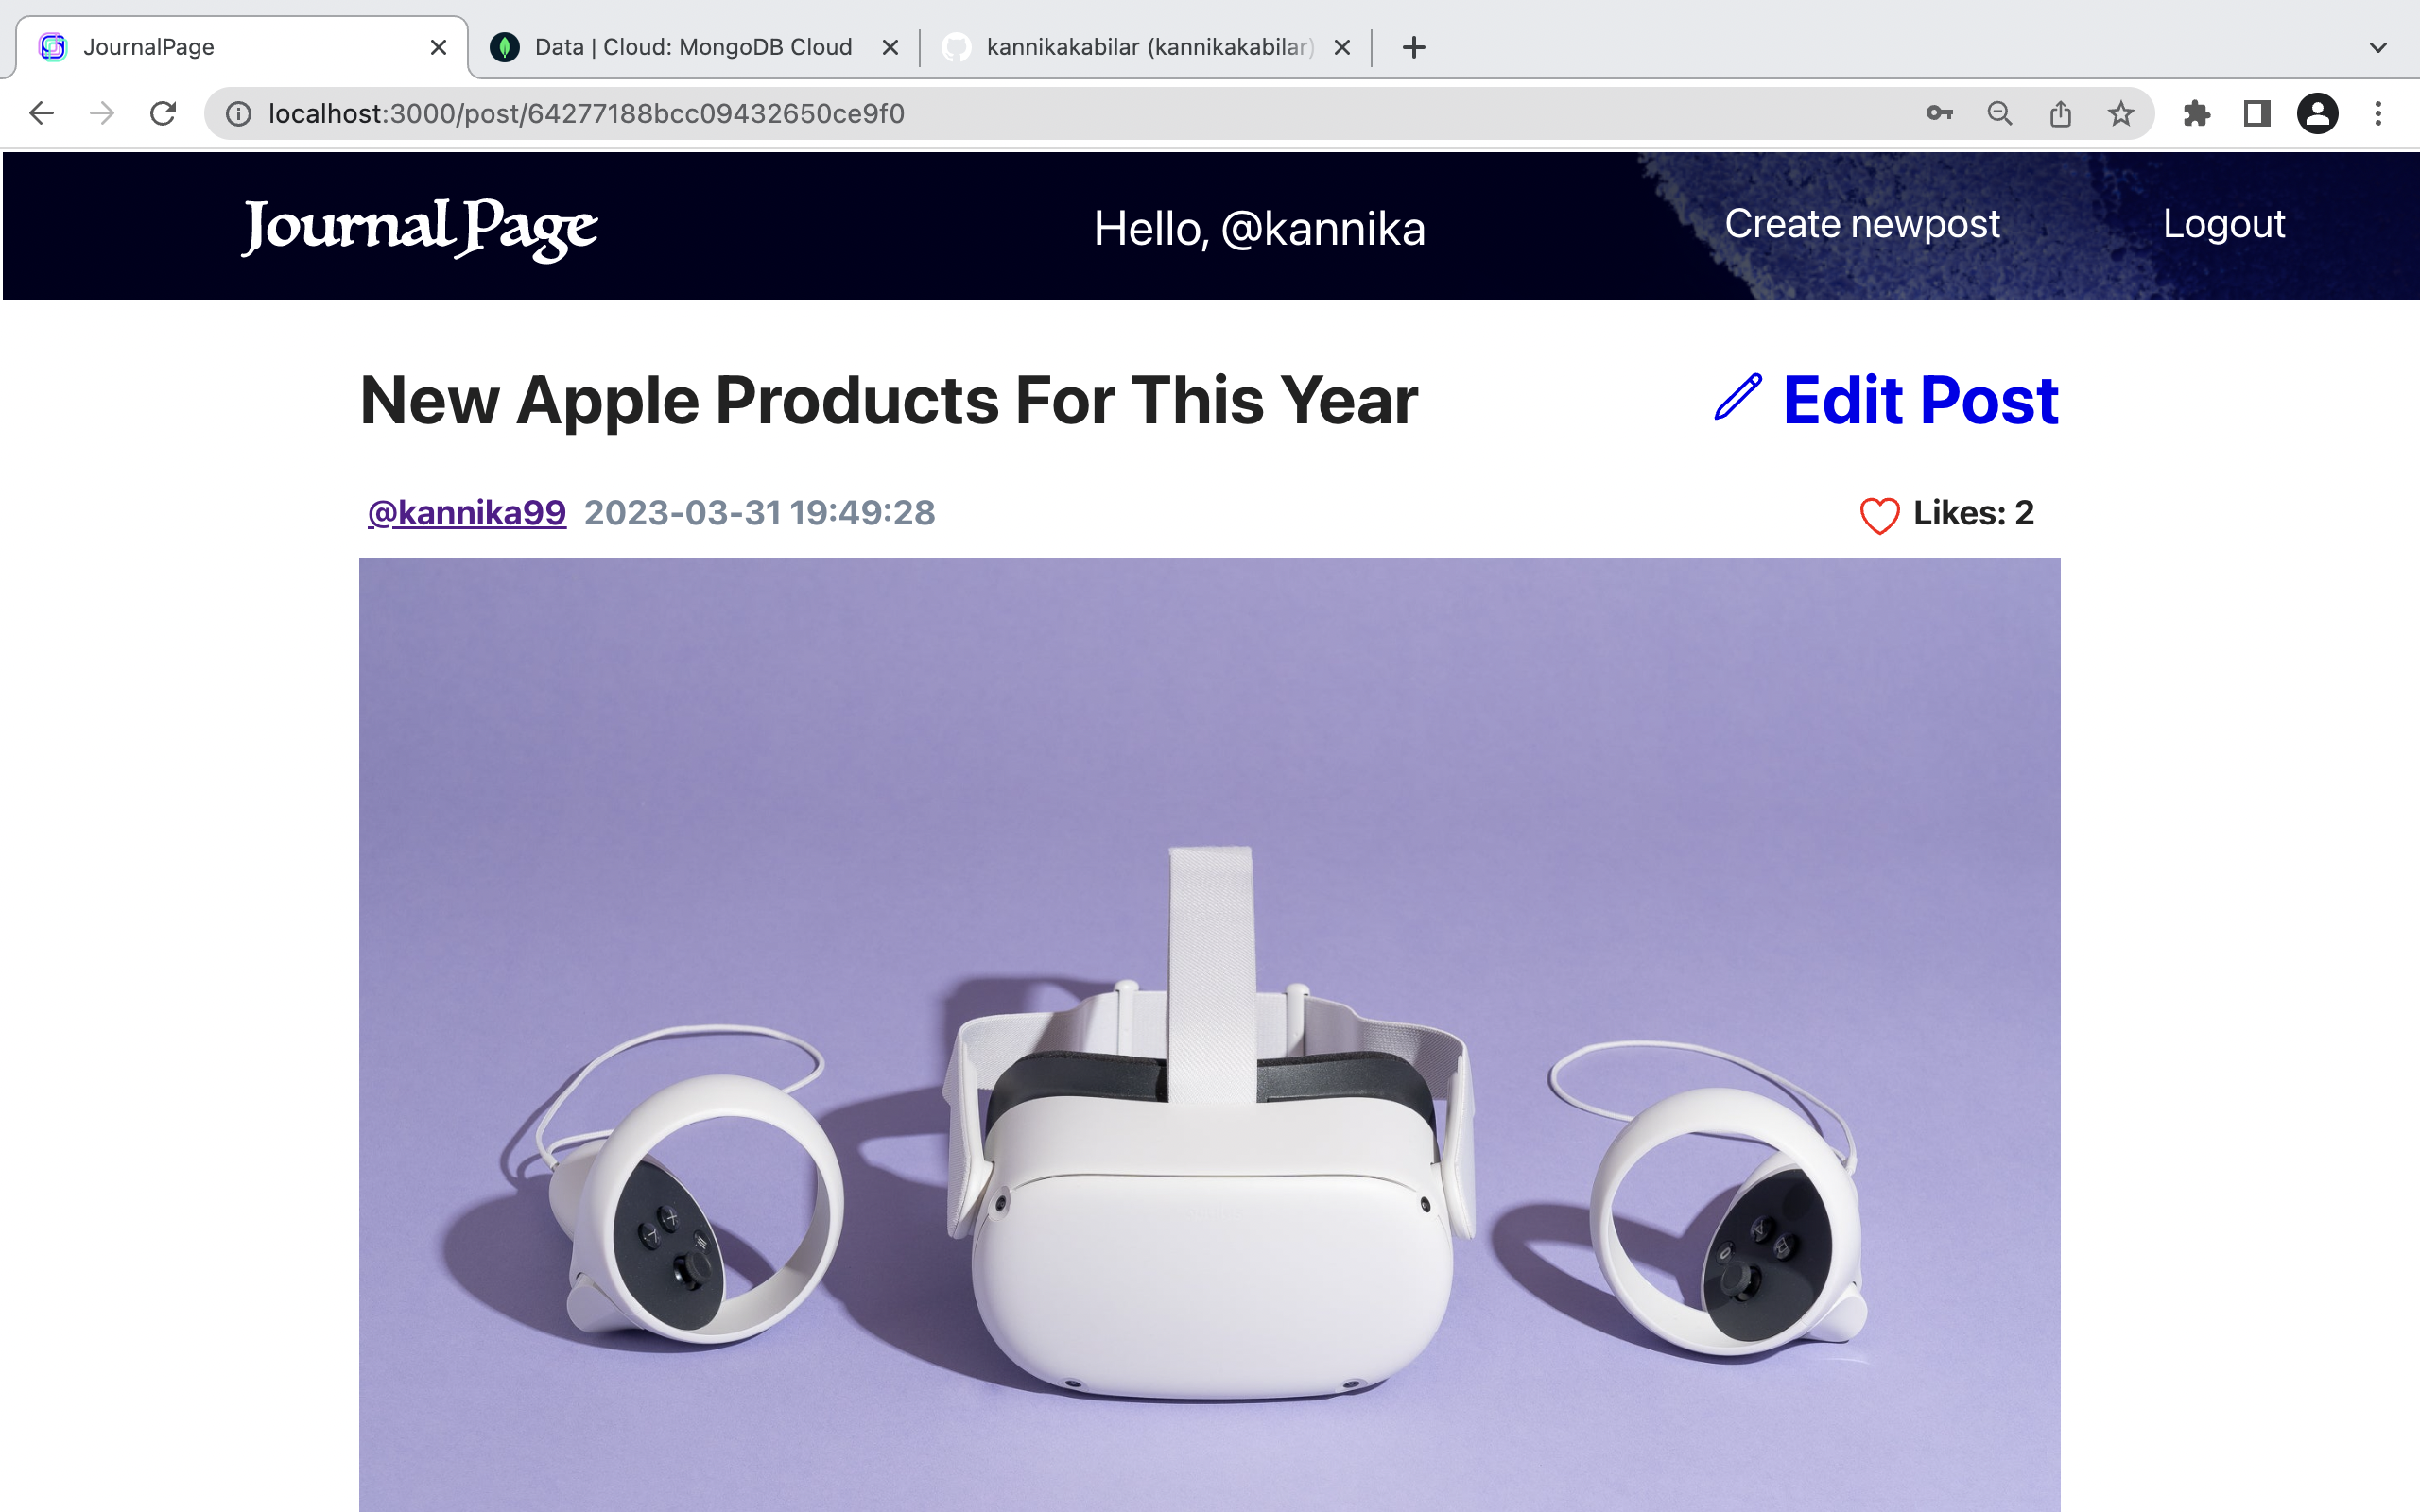 JournalPage
Data | Cloud: MongoDB Cloud
kannikakabilar (kannikakabilar)
localhost:3000/post/64277188bcc09432650ce9f0
Journal Page
Hello, @kannika
Create newpost
Logout
New Apple Products For This Year
Edit Post
@kannika99 2023-03-31 19:49:28
Likes: 2